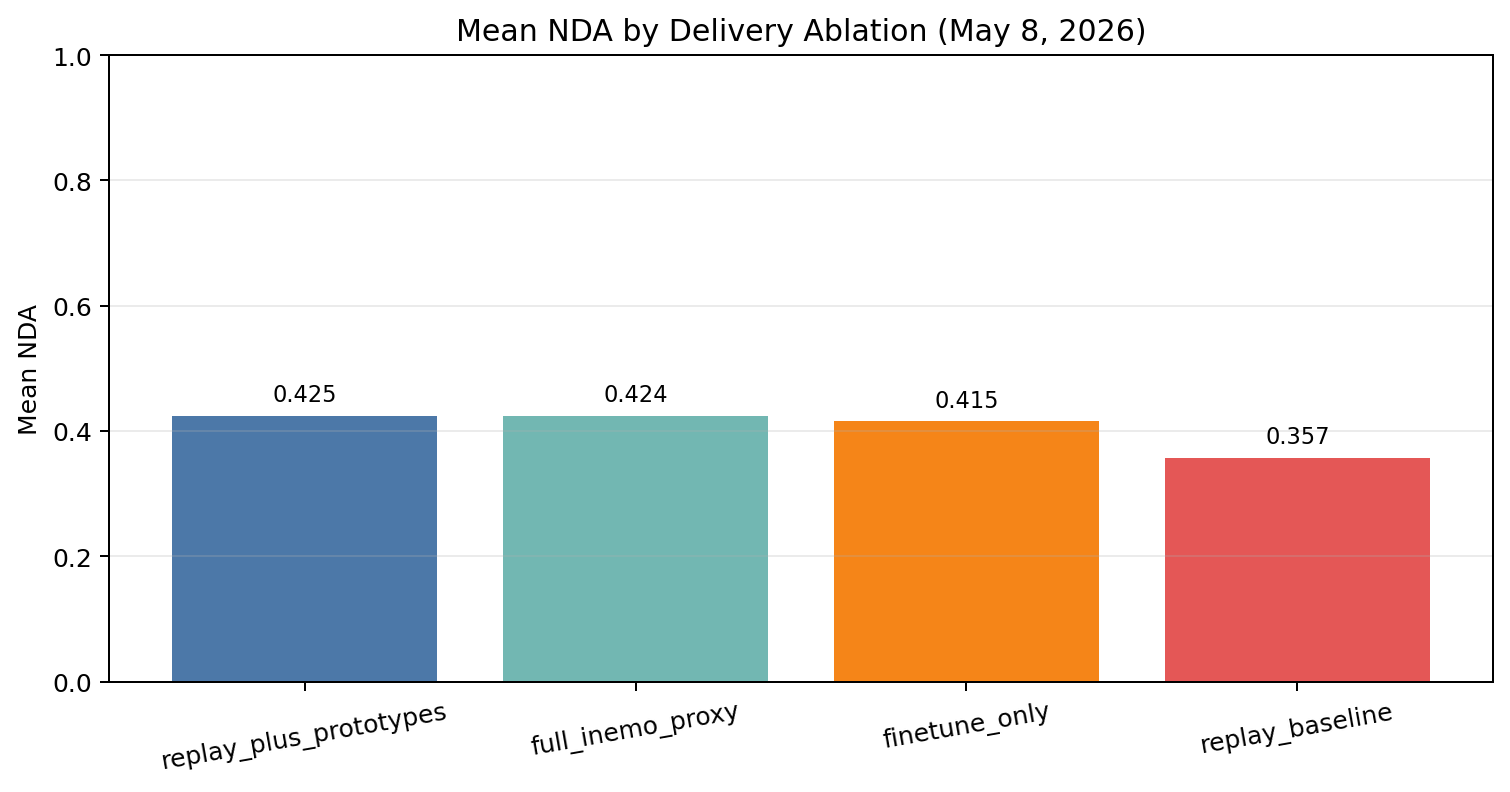 Mean NDA by Delivery Ablation (May 8, 2026)
Mean NDA
1.0
0.8
0.6
0.4
0.2
0.0
0.425
0.424
0.415
0.357
replay_plus_prototypes
full_inemo_proxy
finetune_only
replay_baseline